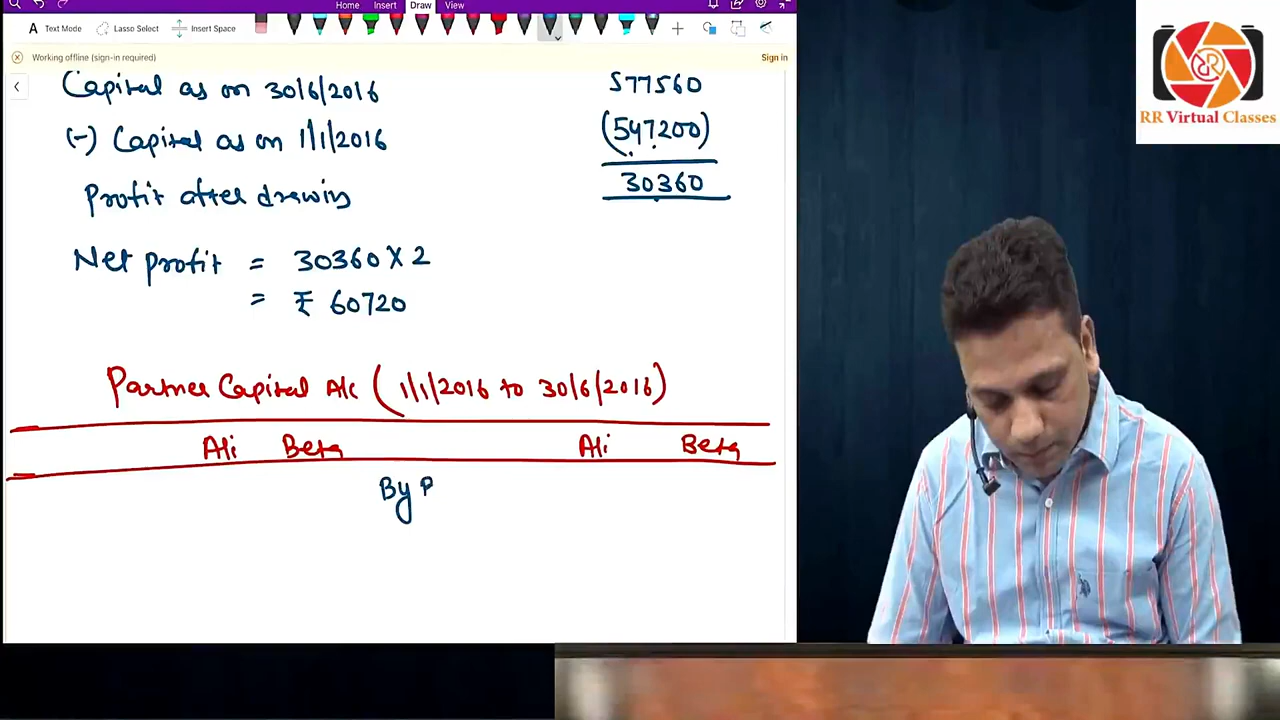 Home Insert Draw View
A Text Mode Lasso Select Insert Space
Working offline (sign-in required) Sign in
Capital as on 30/6/2016 577560
(-) Capital as on 1/1/2016 (547200)
Profit after drawing 30360
Net profit = 30360 X 2
= ₹ 60720
Partner Capital A/c (1/1/2016 to 30/6/2016)
Ali Beta Ali Beta
By P
RR Virtual Classes